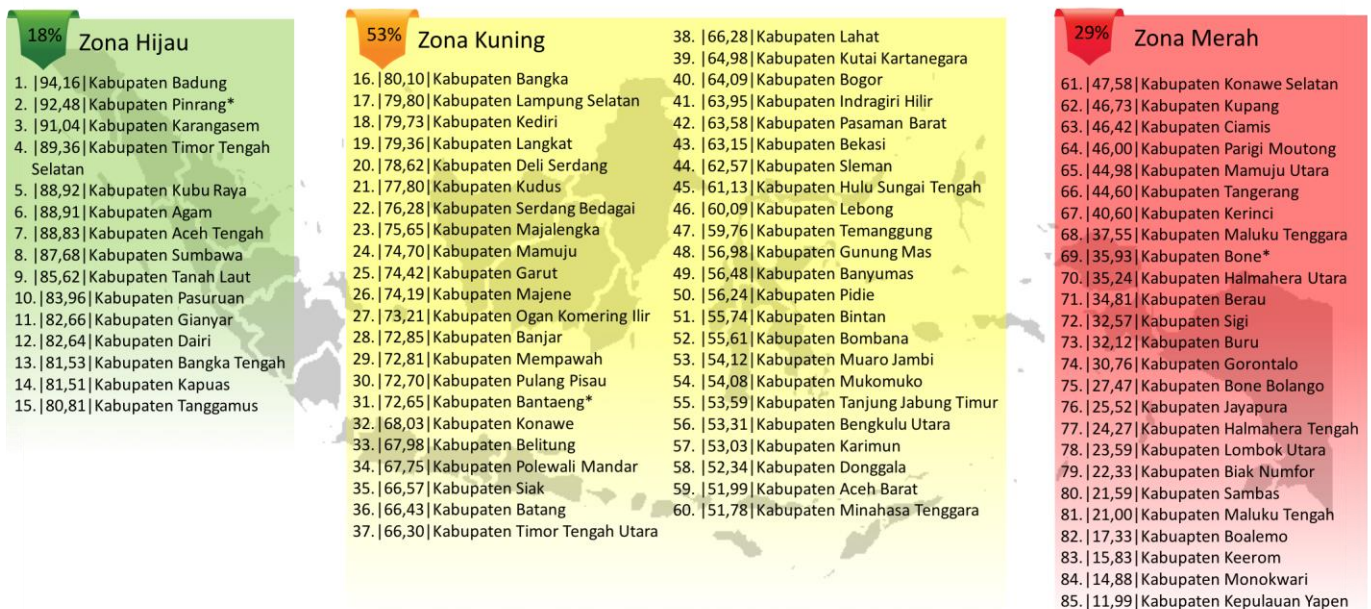 18%
Zona Hijau
1. |94,16|Kabupaten Badung
2. |92,48|Kabupaten Pinrang*
3. |91,04|Kabupaten Karangasem
4. |89,36|Kabupaten Timor Tengah
Selatan
5. |88,92|Kabupaten Kubu Raya
6. |88,91|Kabupaten Agam
7. |88,83|Kabupaten Aceh Tengah
8. |87,68|Kabupaten Sumbawa
9. |85,62|Kabupaten Tanah Laut
10. |83,96|Kabupaten Pasuruan
11. |82,66|Kabupaten Gianyar
12. |82,64|Kabupaten Dairi
13. |81,53|Kabupaten Bangka Tengah
14. |81,51|Kabupaten Kapuas
15. |80,81|Kabupaten Tanggamus
53%
Zona Kuning
16. |80,10|Kabupaten Bangka
17. |79,80|Kabupaten Lampung Selatan
18. |79,73|Kabupaten Kediri
19. |79,36|Kabupaten Langkat
20. |78,62|Kabupaten Deli Serdang
21. |77,80|Kabupaten Kudus
22. |76,28|Kabupaten Serdang Bedagai
23. |75,65|Kabupaten Majalengka
24. |74,70|Kabupaten Mamuju
25. |74,42|Kabupaten Garut
26. |74,19|Kabupaten Majene
27. |73,21|Kabupaten Ogan Komering Ilir
28. |72,85|Kabupaten Banjar
29. |72,81|Kabupaten Mempawah
30. |72,70|Kabupaten Pulang Pisau
31. |72,65|Kabupaten Bantaeng*
32. |68,03|Kabupaten Konawe
33. |67,98|Kabupaten Belitung
34. |67,75|Kabupaten Polewali Mandar
35. |66,57|Kabupaten Siak
36. |66,43|Kabupaten Batang
37. |66,30|Kabupaten Timor Tengah Utara
38. |66,28|Kabupaten Lahat
39. |64,98|Kabupaten Kutai Kartanegara
40. |64,09|Kabupaten Bogor
41. |63,95|Kabupaten Indragiri Hilir
42. |63,58|Kabupaten Pasaman Barat
43. |63,15|Kabupaten Bekasi
44. |62,57|Kabupaten Sleman
45. |61,13|Kabupaten Hulu Sungai Tengah
46. |60,09|Kabupaten Lebong
47. |59,76|Kabupaten Temanggung
48. |56,98|Kabupaten Gunung Mas
49. |56,48|Kabupaten Banyumas
50. |56,24|Kabupaten Pidie
51. |55,74|Kabupaten Bintan
52. |55,61|Kabupaten Bombana
53. |54,12|Kabupaten Muaro Jambi
54. |54,08|Kabupaten Mukomuko
55. |53,59|Kabupaten Tanjung Jabung Timur
56. |53,31|Kabupaten Bengkulu Utara
57. |53,03|Kabupaten Karimun
58. |52,34|Kabupaten Donggala
59. |51,99|Kabupaten Aceh Barat
60. |51,78|Kabupaten Minahasa Tenggara
29%
Zona Merah
61. |47,58|Kabupaten Konawe Selatan
62. |46,73|Kabupaten Kupang
63. |46,42|Kabupaten Ciamis
64. |46,00|Kabupaten Parigi Moutong
65. |44,98|Kabupaten Mamuju Utara
66. |44,60|Kabupaten Tangerang
67. |40,60|Kabupaten Kerinci
68. |37,55|Kabupaten Maluku Tenggara
69. |35,93|Kabupaten Bone*
70. |35,24|Kabupaten Halmahera Utara
71. |34,81|Kabupaten Berau
72. |32,57|Kabupaten Sigi
73. |32,12|Kabupaten Buru
74. |30,76|Kabupaten Gorontalo
75. |27,47|Kabupaten Bone Bolango
76. |25,52|Kabupaten Jayapura
77. |24,27|Kabupaten Halmahera Tengah
78. |23,59|Kabupaten Lombok Utara
79. |22,33|Kabupaten Biak Numfor
80. |21,59|Kabupaten Sambas
81. |21,00|Kabupaten Maluku Tengah
82. |17,33|Kabuapten Boalemo
83. |15,83|Kabupaten Keerom
84. |14,88|Kabupaten Monokwari
85. |11,99|Kabupaten Kepulauan Yapen